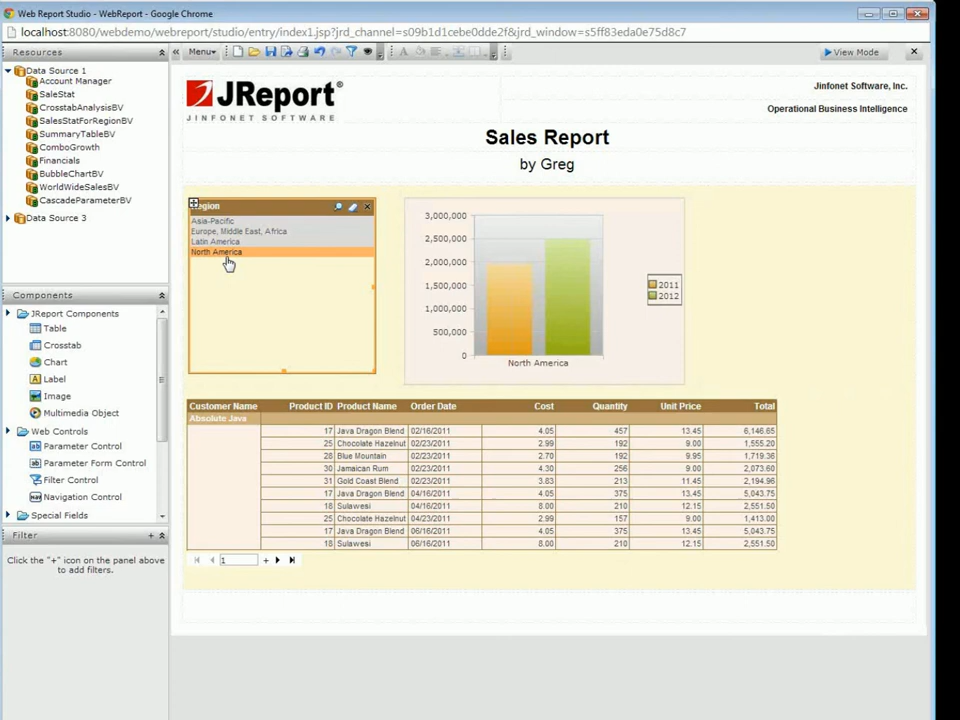 Web Report Studio - WebReport - Google Chrome
localhost:8080/webdemo/webreport/studio/entry/index1.jsp?jrd_channel=s09b1d1cebe0dde2f&jrd_window=s5ff83eda0e75d8c7
Resources
Data Source 1
Account Manager
SaleStat
CrosstabAnalysisBV
SalesStatForRegionBV
SummaryTableBV
ComboGrowth
Financials
BubbleChartBV
WorldWideSalesBV
CascadeParameterBV
Data Source 3
Components
JReport Components
Table
Crosstab
Chart
Label
Image
Multimedia Object
Web Controls
Parameter Control
Parameter Form Control
Filter Control
Navigation Control
Special Fields
Filter
Click the "+" icon on the panel above
to add filters.
Menu
View Mode
JReport®
JINFONET SOFTWARE
Jinfonet Software, Inc.
Operational Business Intelligence
Sales Report
by Greg
Region
Asia-Pacific
Europe, Middle East, Africa
Latin America
North America
3,000,000
2,500,000
2,000,000
1,500,000
1,000,000
500,000
0
North America
2011
2012
Customer Name Product ID Product Name Order Date Cost Quantity Unit Price Total
Absolute Java
17 Java Dragon Blend 02/16/2011 4.05 457 13.45 6,146.65
25 Chocolate Hazelnut 02/23/2011 2.99 192 9.00 1,555.20
28 Blue Mountain 02/23/2011 2.70 192 9.95 1,719.36
30 Jamaican Rum 02/23/2011 4.30 256 9.00 2,073.60
31 Gold Coast Blend 02/23/2011 3.83 213 11.45 2,194.96
17 Java Dragon Blend 04/16/2011 4.05 375 13.45 5,043.75
18 Sulawesi 04/16/2011 8.00 210 12.15 2,551.50
25 Chocolate Hazelnut 04/23/2011 2.99 157 9.00 1,413.00
17 Java Dragon Blend 06/16/2011 4.05 375 13.45 5,043.75
18 Sulawesi 06/16/2011 8.00 210 12.15 2,551.50
1